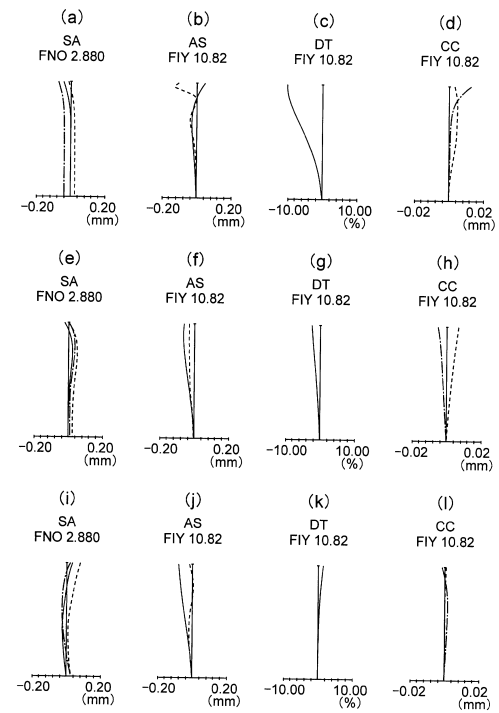 (a) (b) (c) (d)
SA AS DT CC
FNO 2.880 FIY 10.82 FIY 10.82 FIY 10.82
-0.20 0.20 -0.20 0.20 -10.00 10.00 -0.02 0.02
(mm) (mm) (%) (mm)
(e) (f) (g) (h)
SA AS DT CC
FNO 2.880 FIY 10.82 FIY 10.82 FIY 10.82
-0.20 0.20 -0.20 0.20 -10.00 10.00 -0.02 0.02
(mm) (mm) (%) (mm)
(i) (j) (k) (l)
SA AS DT CC
FNO 2.880 FIY 10.82 FIY 10.82 FIY 10.82
-0.20 0.20 -0.20 0.20 -10.00 10.00 -0.02 0.02
(mm) (mm) (%) (mm)